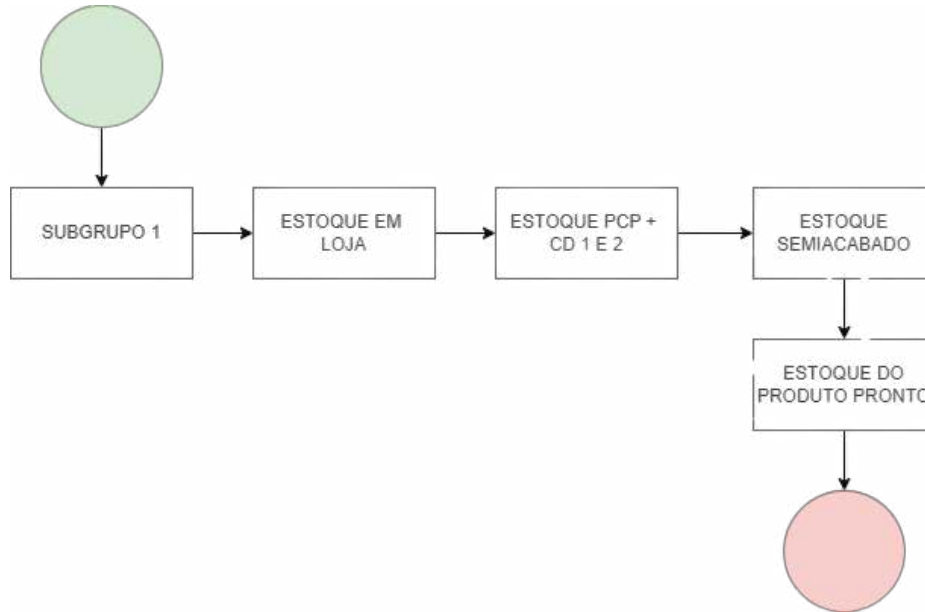 SUBGRUPO 1
ESTOQUE EM
LOJA
ESTOQUE PCP +
CD 1 E 2
ESTOQUE
SEMIACABADO
ESTOQUE DO
PRODUTO PRONTO